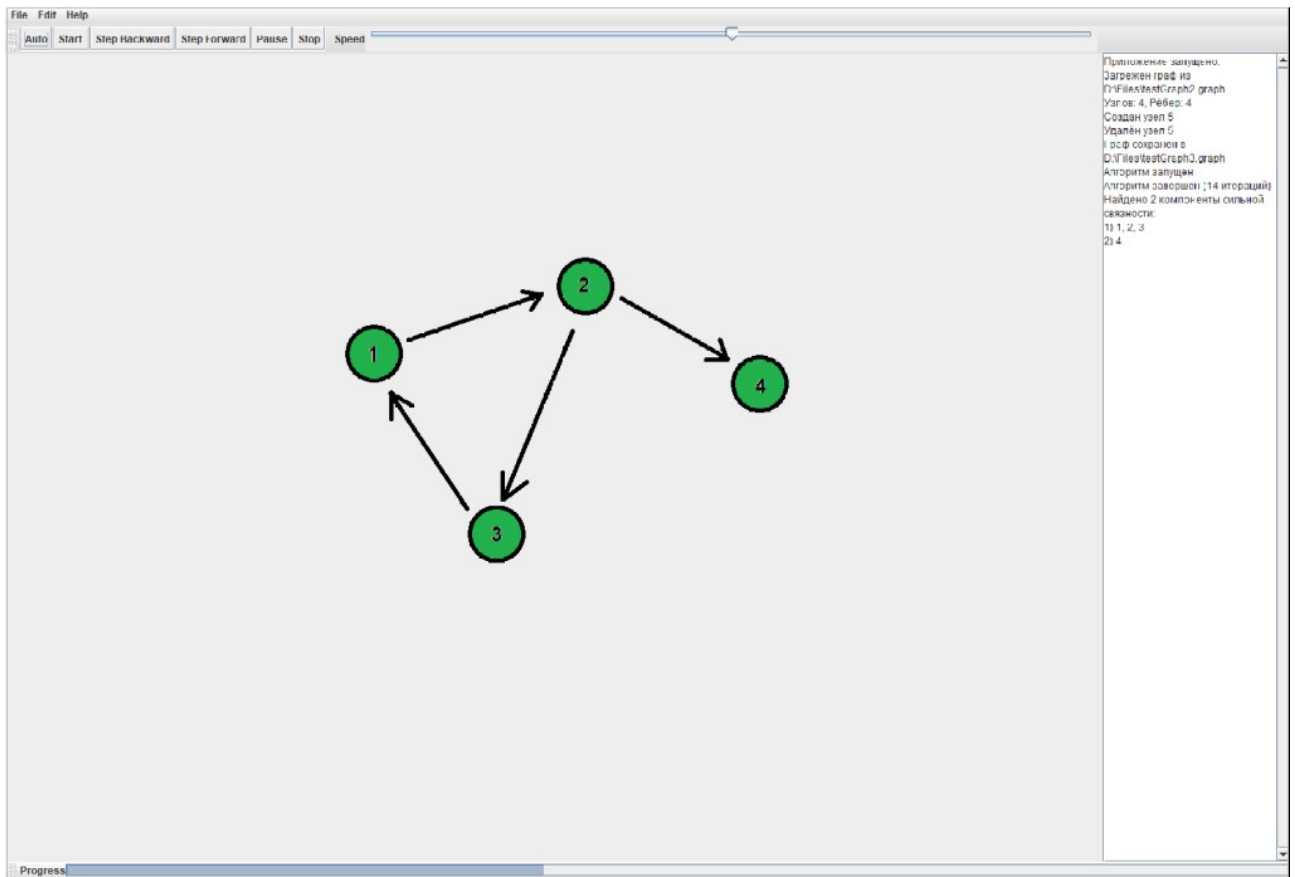 File Edit Help
Auto Start Step Backward Step Forward Pause Stop Speed
Приложение запущено.
Загрежен граф из
D:\Files\testGraph2.graph
Узлов: 4, Рёбер: 4
Создан узел 5
Удалён узел 5
Граф сохранен в
D:\Files\testGraph3.graph
Алгоритм запущен
Алгоритм завершен (14 итераций)
Найдено 2 компоненты сильной
связности:
1) 1, 2, 3
2) 4
2
1
4
3
Progress